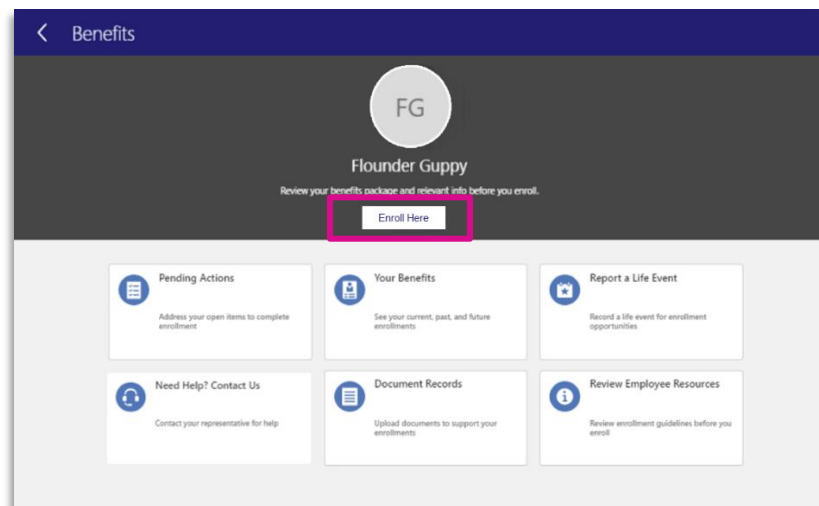 Benefits
FG
Flounder Guppy
Review your benefits package and relevant info before you enroll.
Enroll Here
Pending Actions
Address your open items to complete
enrollment
Your Benefits
See your current, past, and future
enrollments
Report a Life Event
Record a life event for enrollment
opportunities
Need Help? Contact Us
Contact your representative for help
Document Records
Upload documents to support your
enrollments
Review Employee Resources
Review enrollment guidelines before you
enroll